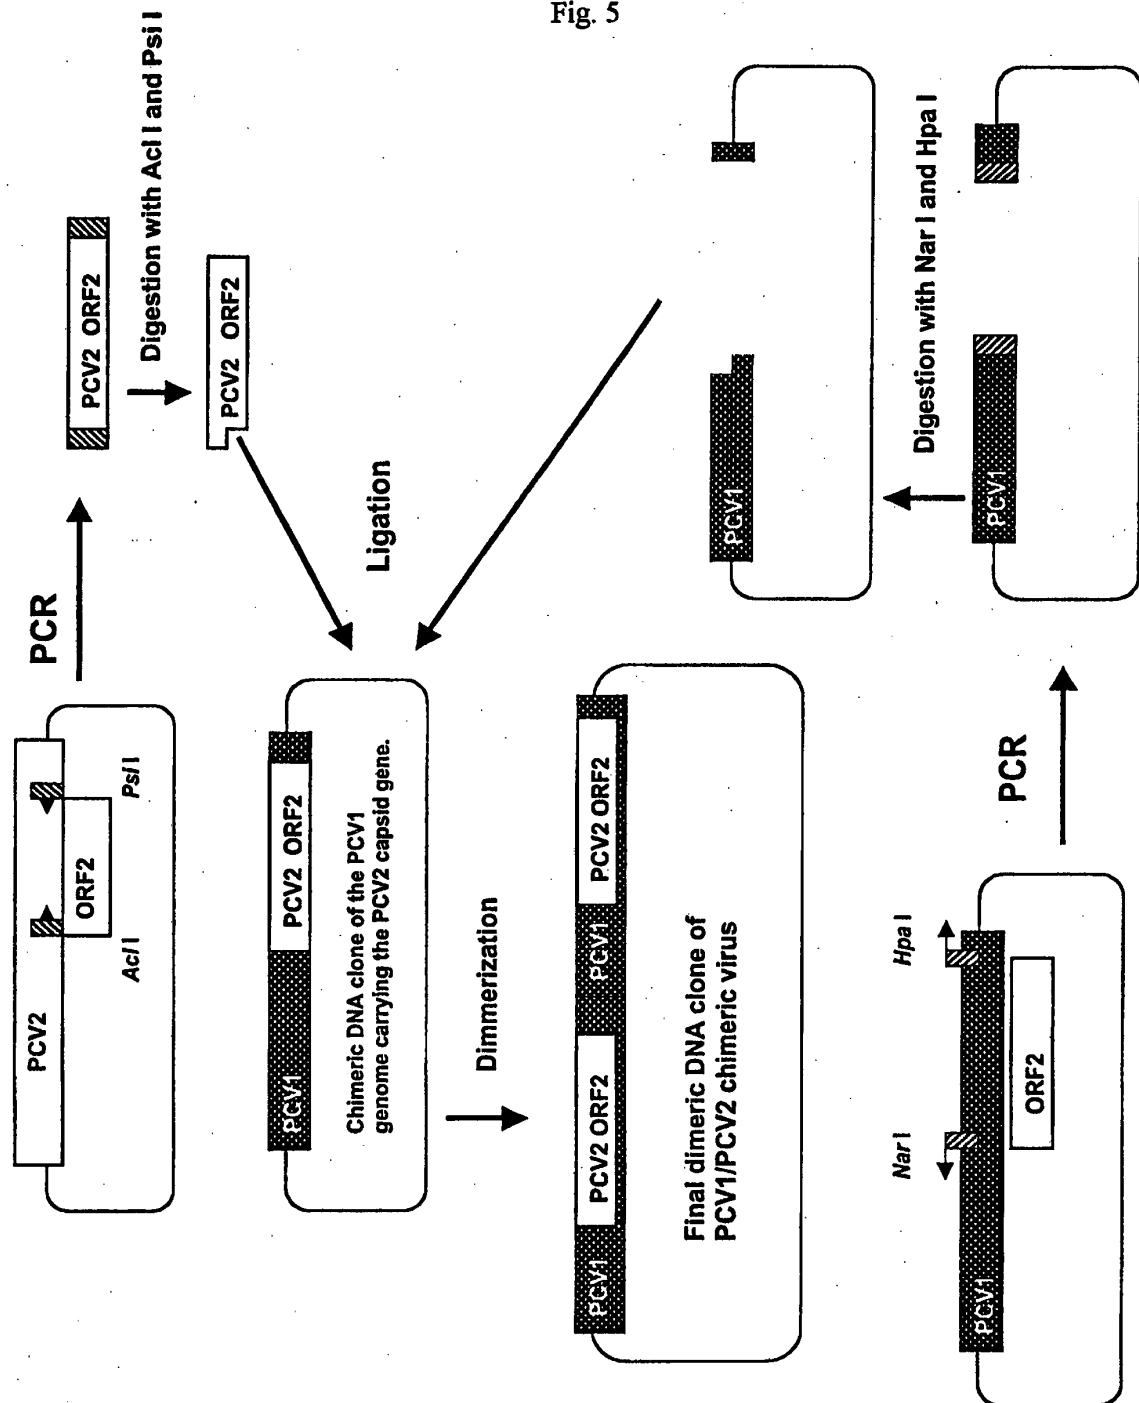 Fig. 5
PCV2
Acl I
Psi I
ORF2
PCR
PCV2 ORF2
Digestion with Acl I and Psi I
PCV2 ORF2
Ligation
PCV1
PCV2 ORF2
Chimeric DNA clone of the PCV1
genome carrying the PCV2 capsid gene.
Dimmerization
PCV1
PCV2 ORF2
PCV1
PCV2 ORF2
Final dimeric DNA clone of
PCV1/PCV2 chimeric virus
PCV1
Digestion with Nar I and Hpa I
PCV1
PCR
Nar I
Hpa I
PCV1
ORF2